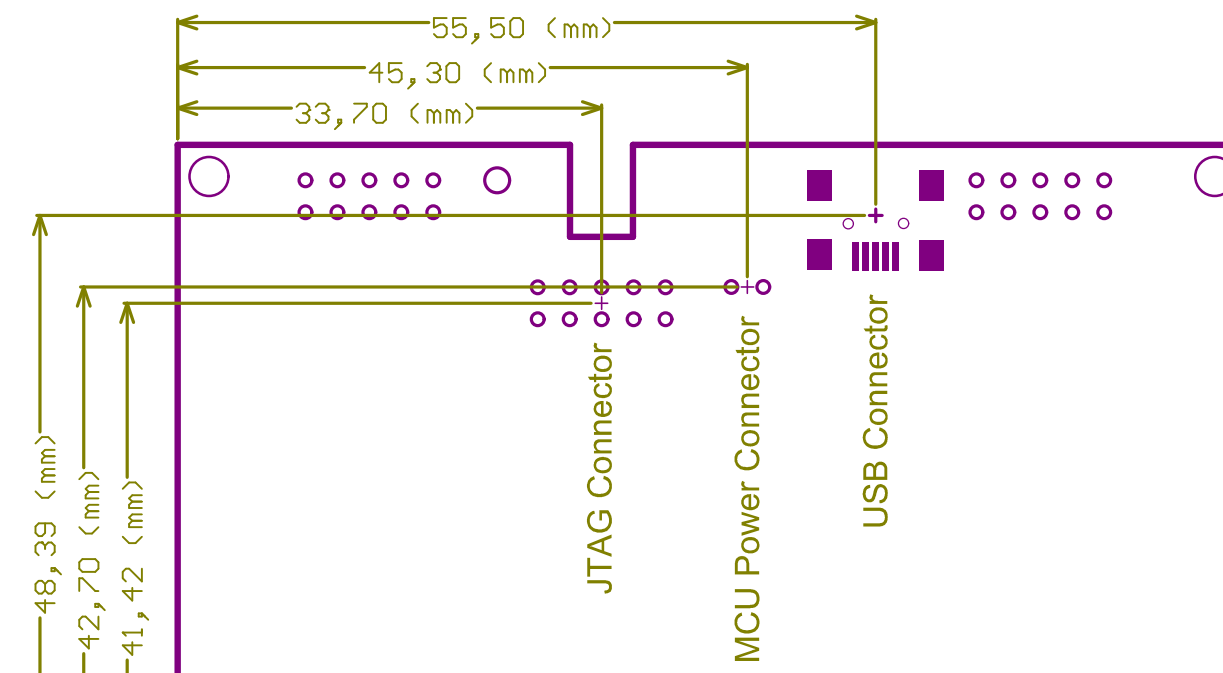 55,50 (mm)
45,30 (mm)
33,70 (mm)
48,39 (mm)
42,70 (mm)
41,42 (mm)
JTAG Connector
MCU Power Connector
USB Connector